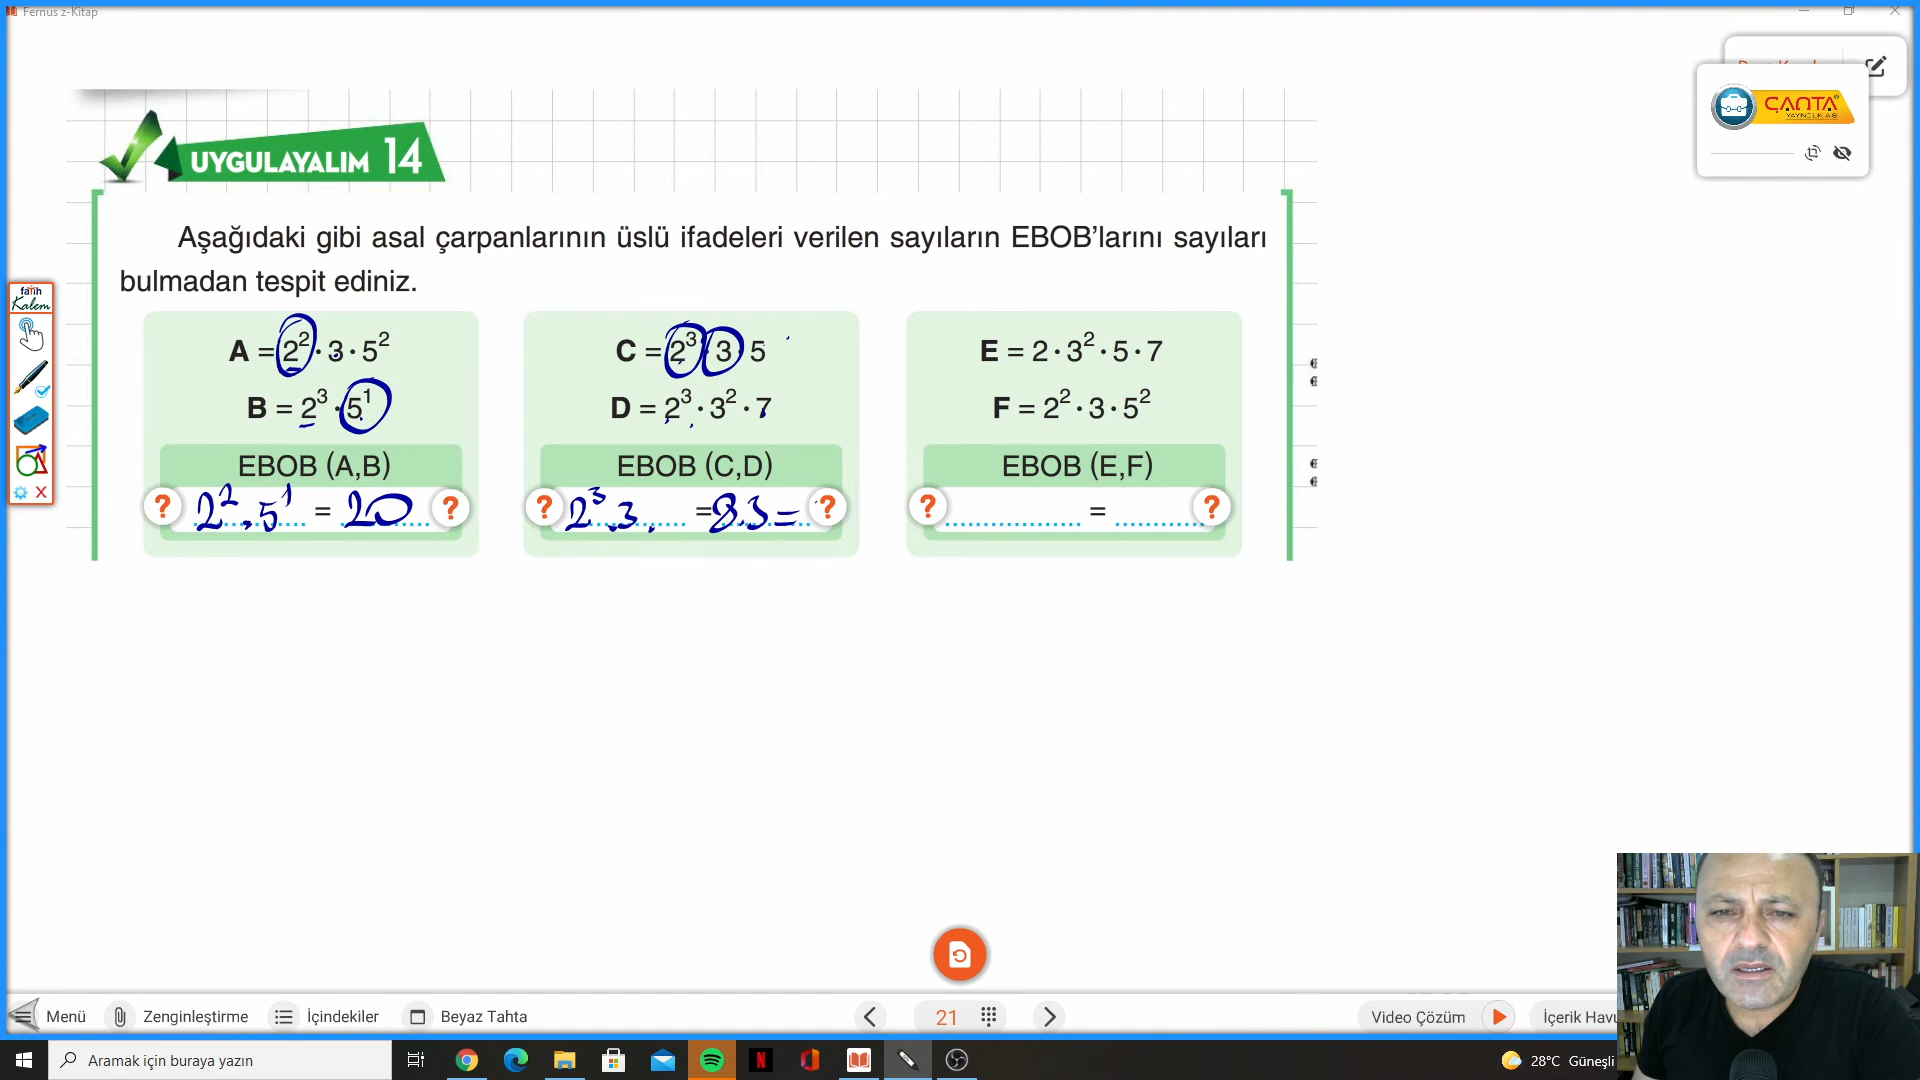 Fernus z-Kitap
ÇANTA
YAYINCILIK AŞ
UYGULAYALIM 14
Aşağıdaki gibi asal çarpanlarının üslü ifadeleri verilen sayıların EBOB'larını sayıları
bulmadan tespit ediniz.
fatih
Kalem
A = 2² · 3 · 5²
B = 2³ · 5¹
EBOB (A,B)
? 2² . 5¹ = 20 ?
C = 2³ · 3 · 5
D = 2³ · 3² · 7
EBOB (C,D)
? 2³ . 3 . = 8.3 = ?
E = 2 · 3² · 5 · 7
F = 2² · 3 · 5²
EBOB (E,F)
? = ?
Menü Zenginleştirme İçindekiler Beyaz Tahta 21 Video Çözüm İçerik Havu
Aramak için buraya yazın 28°C Güneşli